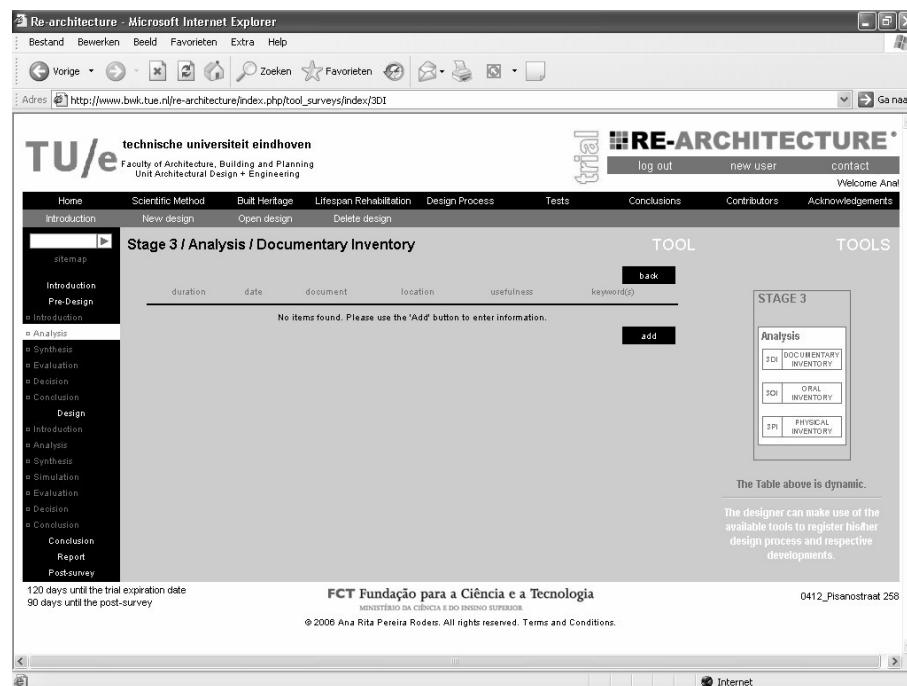 Re-architecture - Microsoft Internet Explorer
Bestand Bewerken Beeld Favorieten Extra Help
Vorige Zoeken Favorieten
Adres http://www.bwk.tue.nl/re-architecture/index.php/tool_surveys/index/3DI Ga naa
TU/e technische universiteit eindhoven
Faculty of Architecture, Building and Planning
Unit Architectural Design + Engineering
trial
RE-ARCHITECTURE
log out new user contact
Welcome Ana!
Home Scientific Method Built Heritage Lifespan Rehabilitation Design Process Tests Conclusions Contributors Acknowledgements
Introduction New design Open design Delete design
sitemap
Introduction
Pre-Design
Introduction
Analysis
Synthesis
Evaluation
Decision
Conclusion
Design
Introduction
Analysis
Synthesis
Simulation
Evaluation
Decision
Conclusion
Conclusion
Report
Post-survey
Stage 3 / Analysis / Documentary Inventory TOOL
back
duration date document location usefulness keyword(s)
No items found. Please use the 'Add' button to enter information.
add
TOOLS
STAGE 3
Analysis
3DI DOCUMENTARY
INVENTORY
3OI ORAL
INVENTORY
3PI PHYSICAL
INVENTORY
The Table above is dynamic.
The designer can make use of the
available tools to register his/her
design process and respective
developments.
120 days until the trial expiration date
90 days until the post-survey
FCT Fundação para a Ciência e a Tecnologia
MINISTÉRIO DA CIÊNCIA E DO ENSINO SUPERIOR
© 2006 Ana Rita Pereira Roders. All rights reserved. Terms and Conditions.
0412_Pisanostraat 258
Internet